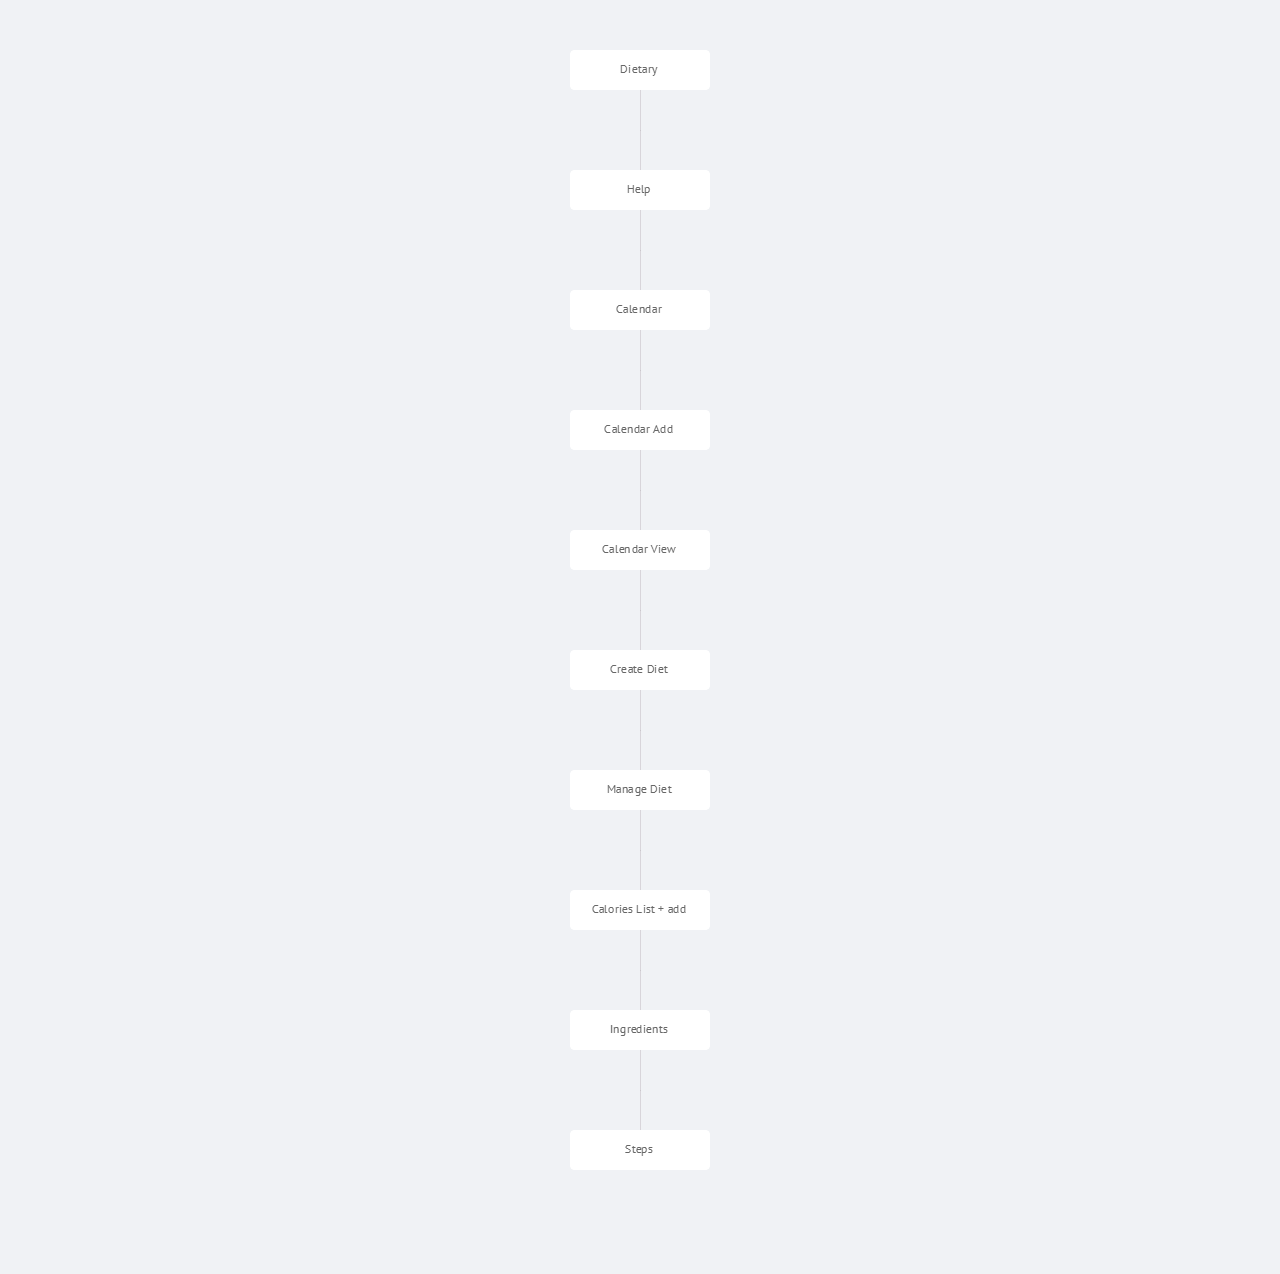 Dietary
Help
Calendar
Calendar Add
Calendar View
Create Diet
Manage Diet
Calories List + add
Ingredients
Steps